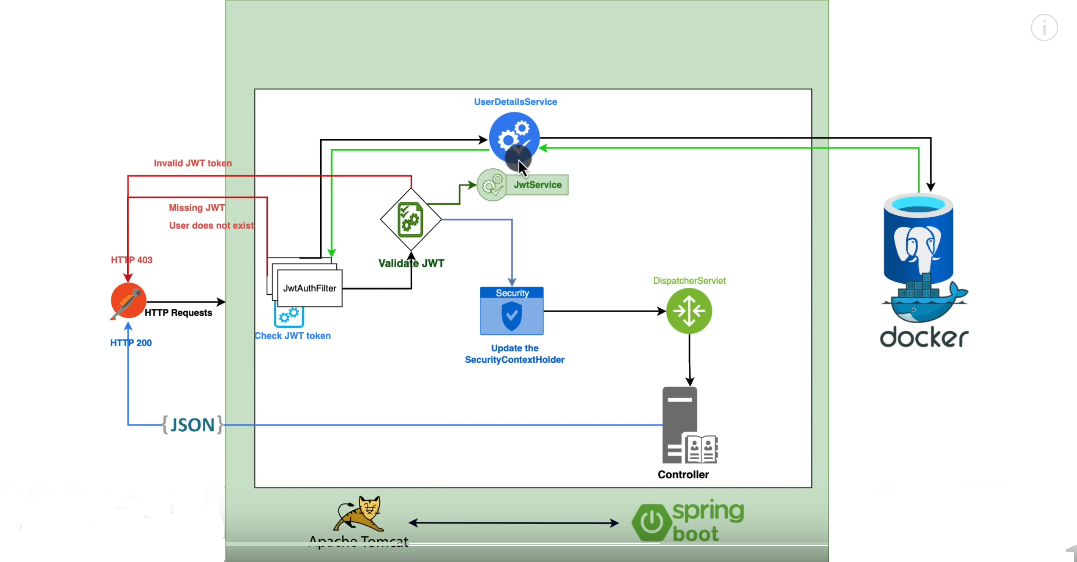 UserDetailsService
Invalid JWT token
JwtService
Missing JWT
User does not exist
HTTP 403
Validate JWT
JwtAuthFilter
DispatcherServlet
Security
HTTP Requests
Check JWT token
HTTP 200
Update the
SecurityContextHolder
docker
{JSON}
Controller
Apache Tomcat
spring
boot